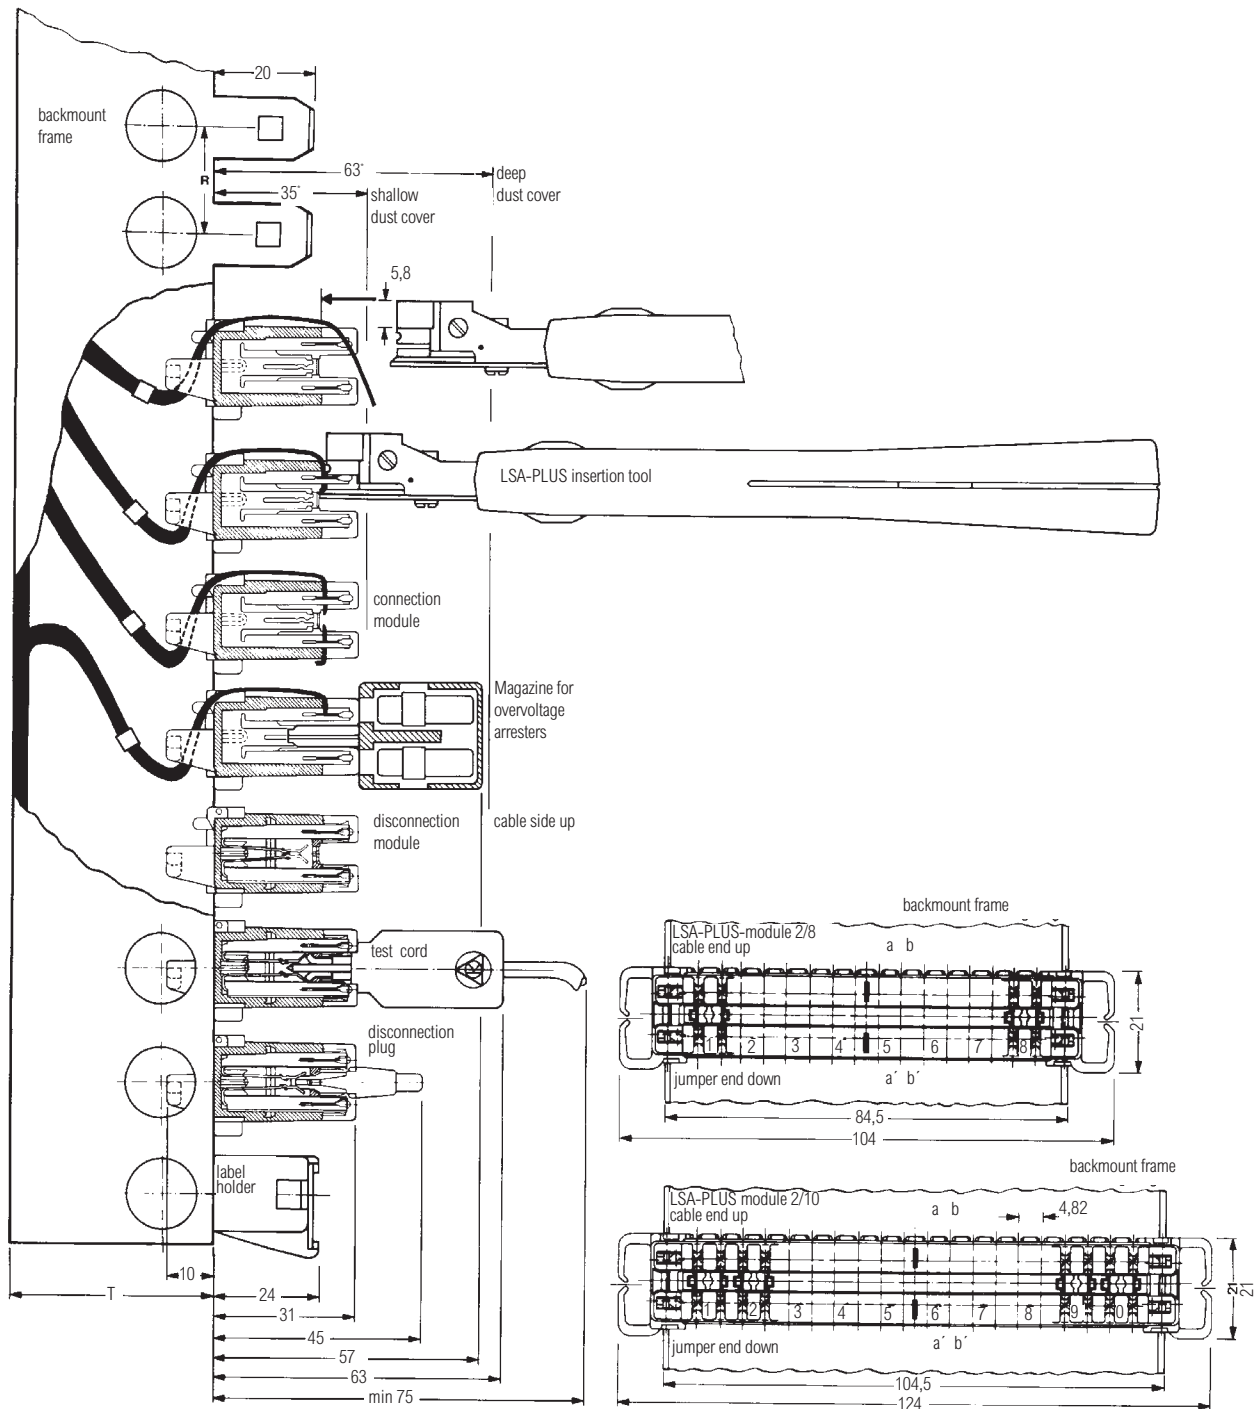 20
backmount
frame
R
63*
deep
dust cover
35*
shallow
dust cover
5,8
LSA-PLUS insertion tool
connection
module
Magazine for
overvoltage
arresters
disconnection
module
cable side up
test cord
disconnection
plug
label
holder
10
T
24
31
45
57
63
min 75
backmount frame
LSA-PLUS-module 2/8
cable end up
a b
1 2 3 4 5 6 7 8
21
jumper end down
a´ b´
84,5
104
backmount frame
LSA-PLUS module 2/10
cable end up
a b
4,82
1 2 3 4 5 6 7 8 9 0
21
21
jumper end down
a´ b´
104,5
124